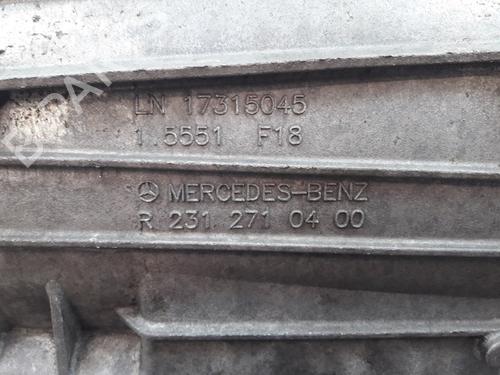 LN 17315045
1.5551 F18
MERCEDES-BENZ
R 231 271 04 00